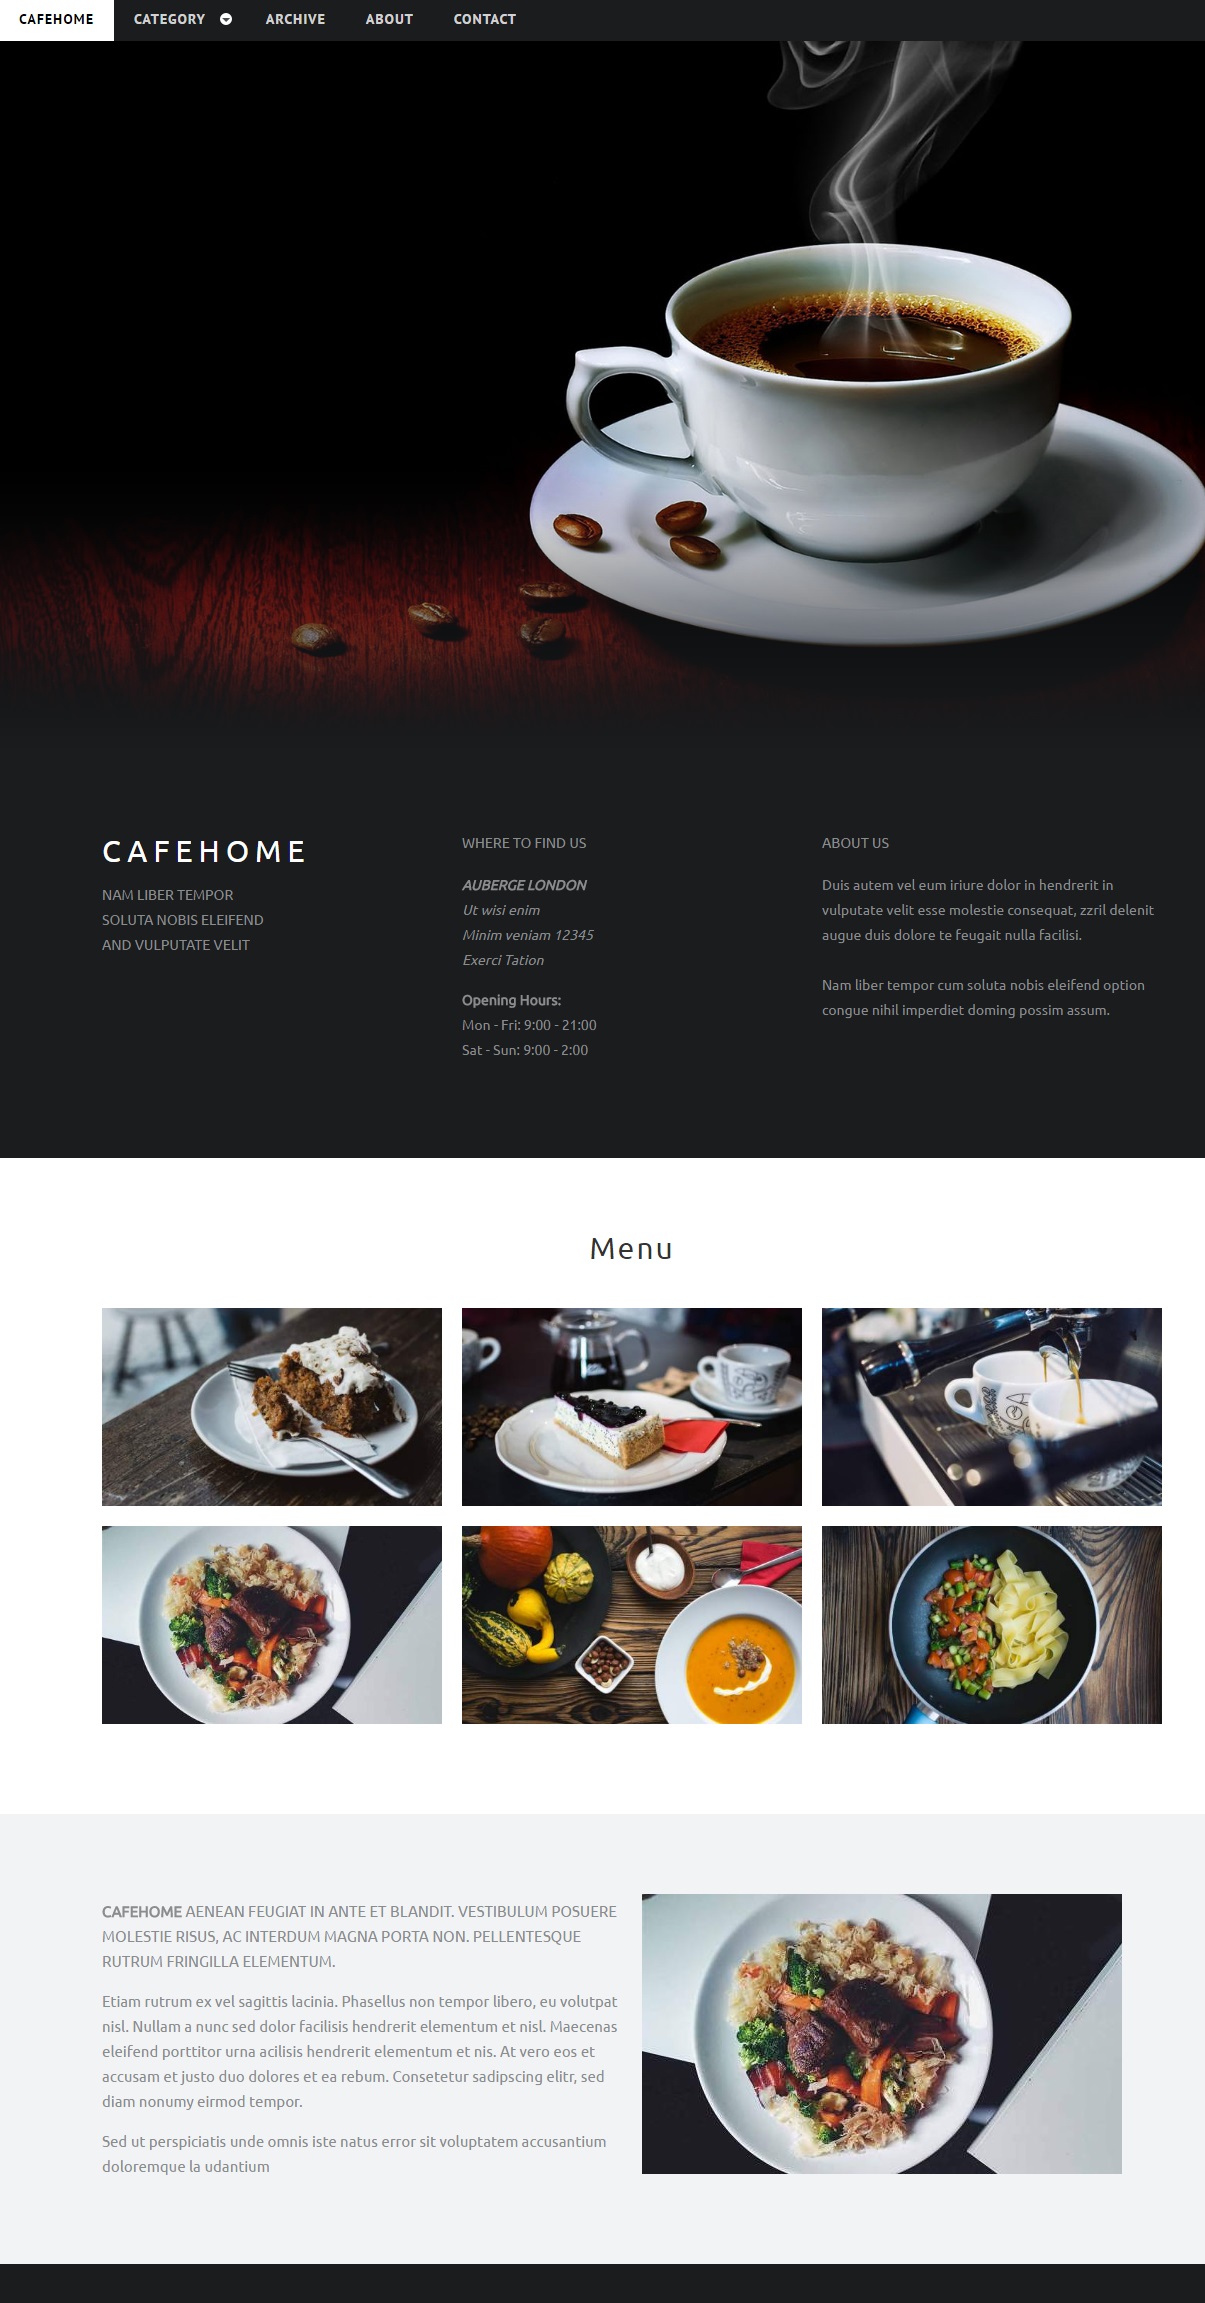 CAFEHOME CATEGORY ARCHIVE ABOUT CONTACT
CAFEHOME
NAM LIBER TEMPOR
SOLUTA NOBIS ELEIFEND
AND VULPUTATE VELIT
WHERE TO FIND US
AUBERGE LONDON
Ut wisi enim
Minim veniam 12345
Exerci Tation
Opening Hours:
Mon - Fri: 9:00 - 21:00
Sat - Sun: 9:00 - 2:00
ABOUT US
Duis autem vel eum iriure dolor in hendrerit in
vulputate velit esse molestie consequat, zzril delenit
augue duis dolore te feugait nulla facilisi.
Nam liber tempor cum soluta nobis eleifend option
congue nihil imperdiet doming possim assum.
Menu
CAFEHOME AENEAN FEUGIAT IN ANTE ET BLANDIT. VESTIBULUM POSUERE
MOLESTIE RISUS, AC INTERDUM MAGNA PORTA NON. PELLENTESQUE
RUTRUM FRINGILLA ELEMENTUM.
Etiam rutrum ex vel sagittis lacinia. Phasellus non tempor libero, eu volutpat
nisl. Nullam a nunc sed dolor facilisis hendrerit elementum et nisl. Maecenas
eleifend porttitor urna acilisis hendrerit elementum et nis. At vero eos et
accusam et justo duo dolores et ea rebum. Consetetur sadipscing elitr, sed
diam nonumy eirmod tempor.
Sed ut perspiciatis unde omnis iste natus error sit voluptatem accusantium
doloremque la udantium